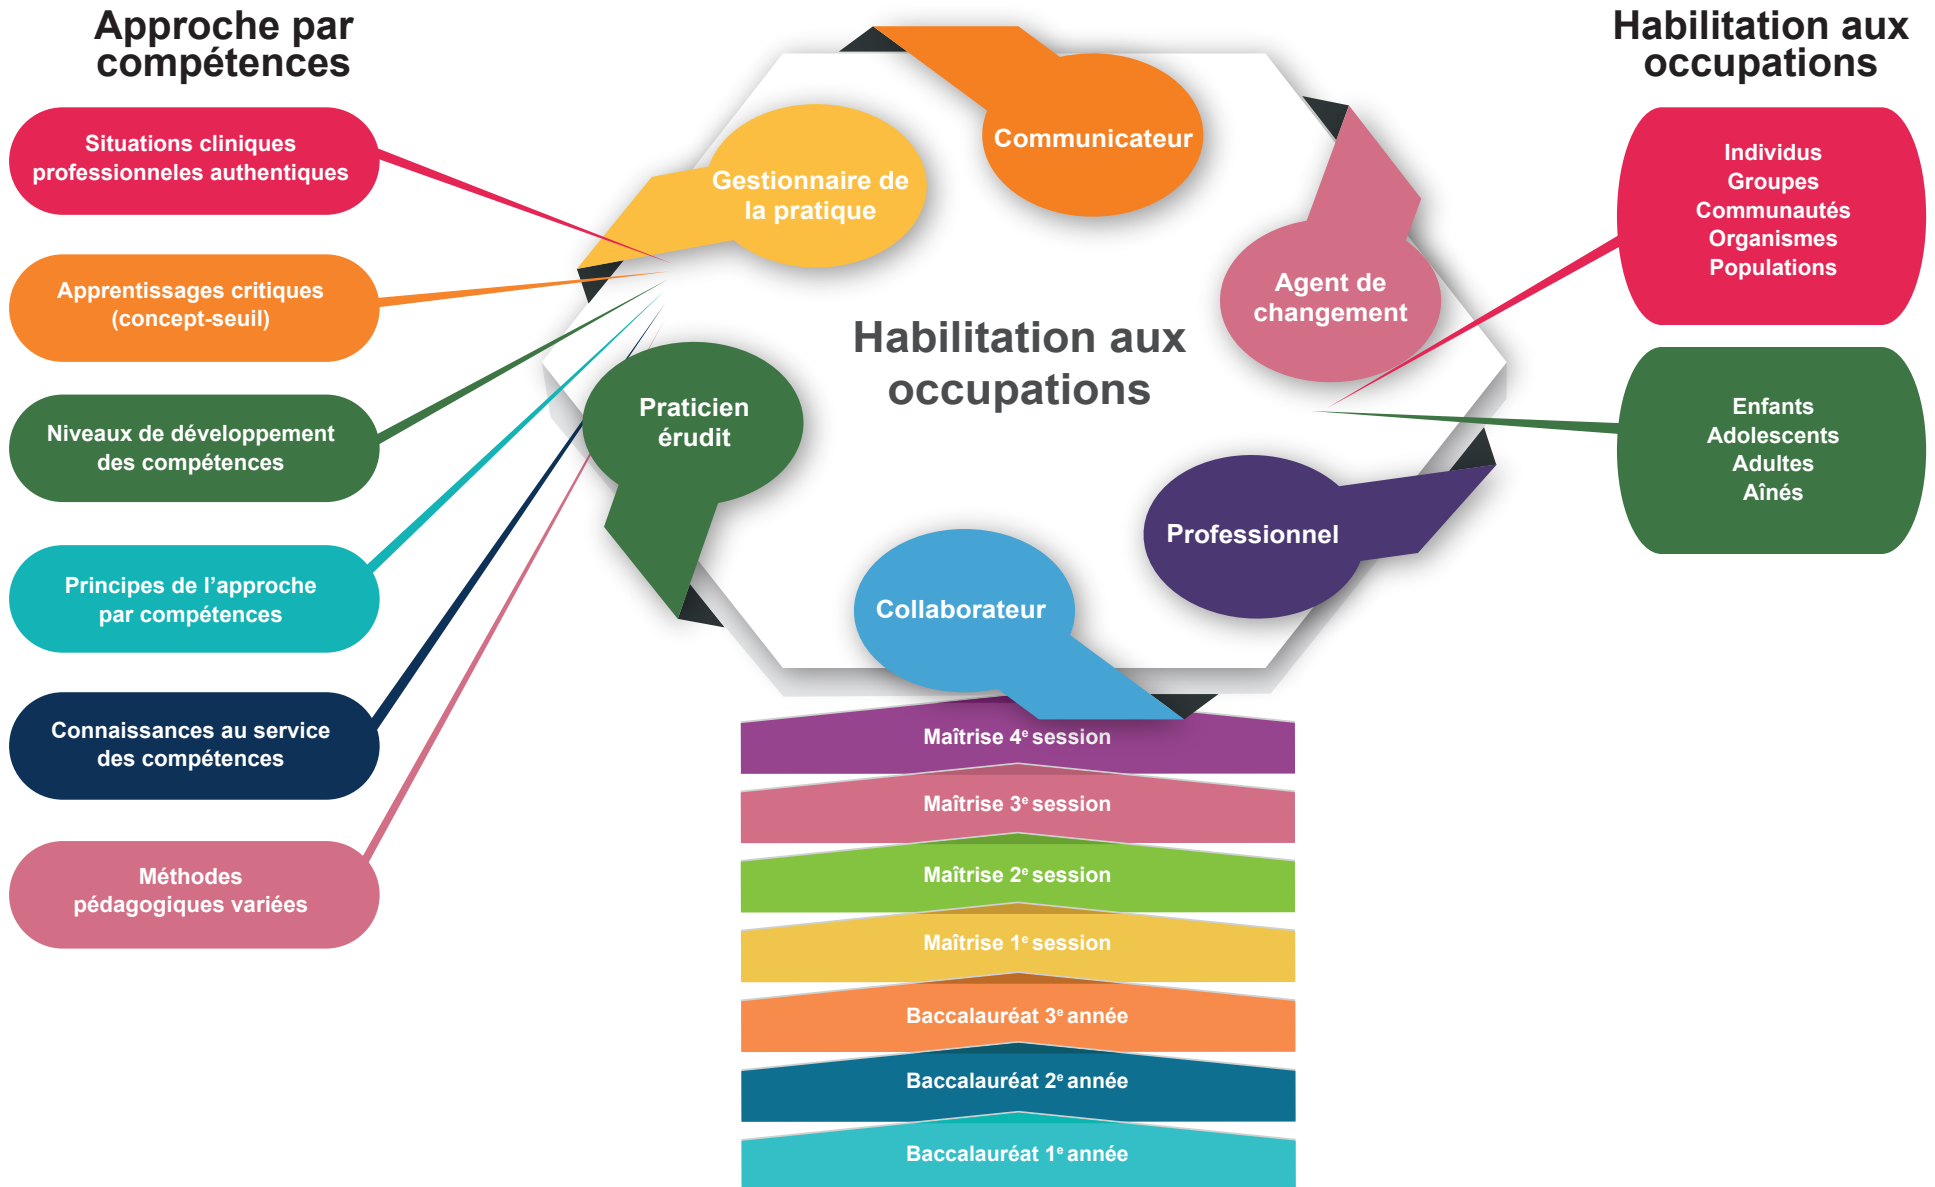 Approche par
compétences
Situations cliniques
professionneles authentiques
Apprentissages critiques
(concept-seuil)
Niveaux de développement
des compétences
Principes de l’approche
par compétences
Connaissances au service
des compétences
Méthodes
pédagogiques variées
Communicateur
Gestionnaire de
la pratique
Agent de
changement
Habilitation aux
occupations
Praticien
érudit
Professionnel
Collaborateur
Maîtrise 4e session
Maîtrise 3e session
Maîtrise 2e session
Maîtrise 1e session
Baccalauréat 3e année
Baccalauréat 2e année
Baccalauréat 1e année
Habilitation aux
occupations
Individus
Groupes
Communautés
Organismes
Populations
Enfants
Adolescents
Adultes
Aînés